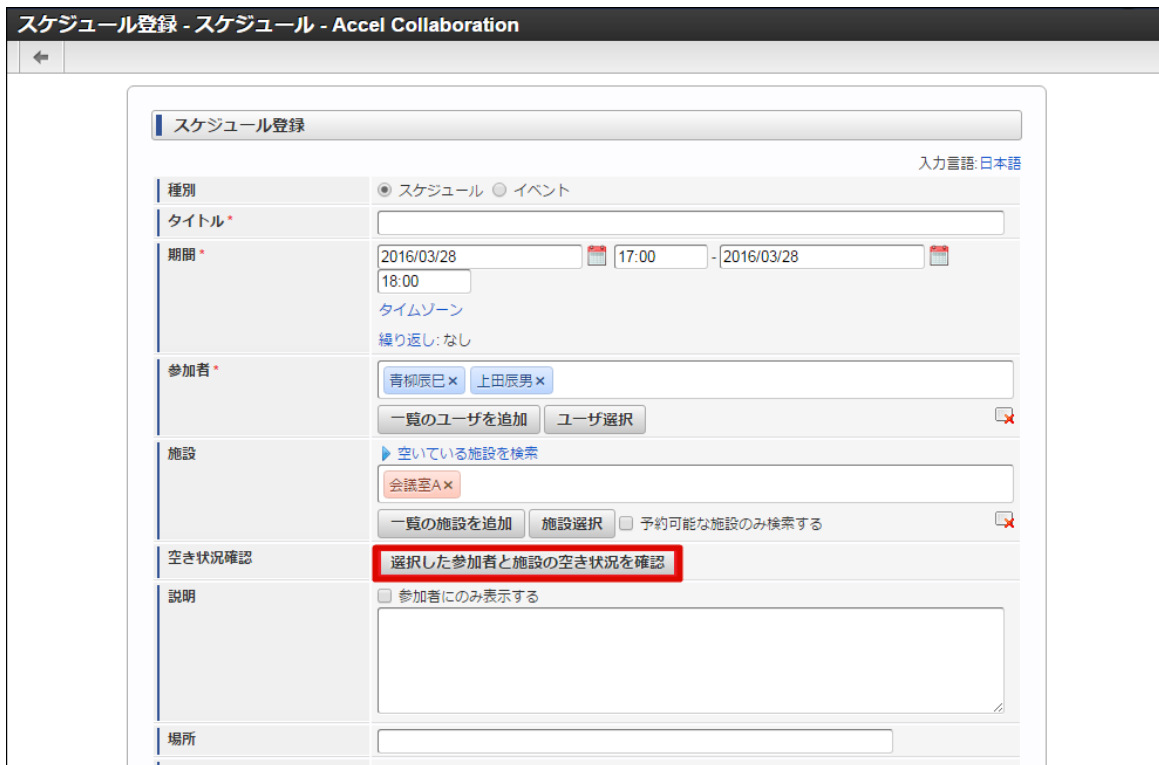 スケジュール登録 - スケジュール - Accel Collaboration
スケジュール登録
入力言語:日本語
種別 スケジュール イベント
タイトル*
期間* 2016/03/28 17:00 - 2016/03/28
18:00
タイムゾーン
繰り返し: なし
参加者* 青柳辰巳× 上田辰男×
一覧のユーザを追加 ユーザ選択
施設 空いている施設を検索
会議室A×
一覧の施設を追加 施設選択 予約可能な施設のみ検索する
空き状況確認 選択した参加者と施設の空き状況を確認
説明 参加者にのみ表示する
場所